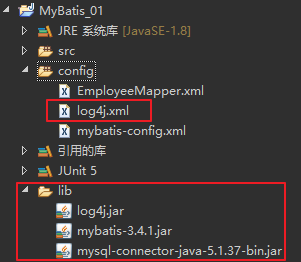 MyBatis_01
JRE 系统库 [JavaSE-1.8]
src
config
EmployeeMapper.xml
log4j.xml
mybatis-config.xml
引用的库
JUnit 5
lib
log4j.jar
mybatis-3.4.1.jar
mysql-connector-java-5.1.37-bin.jar